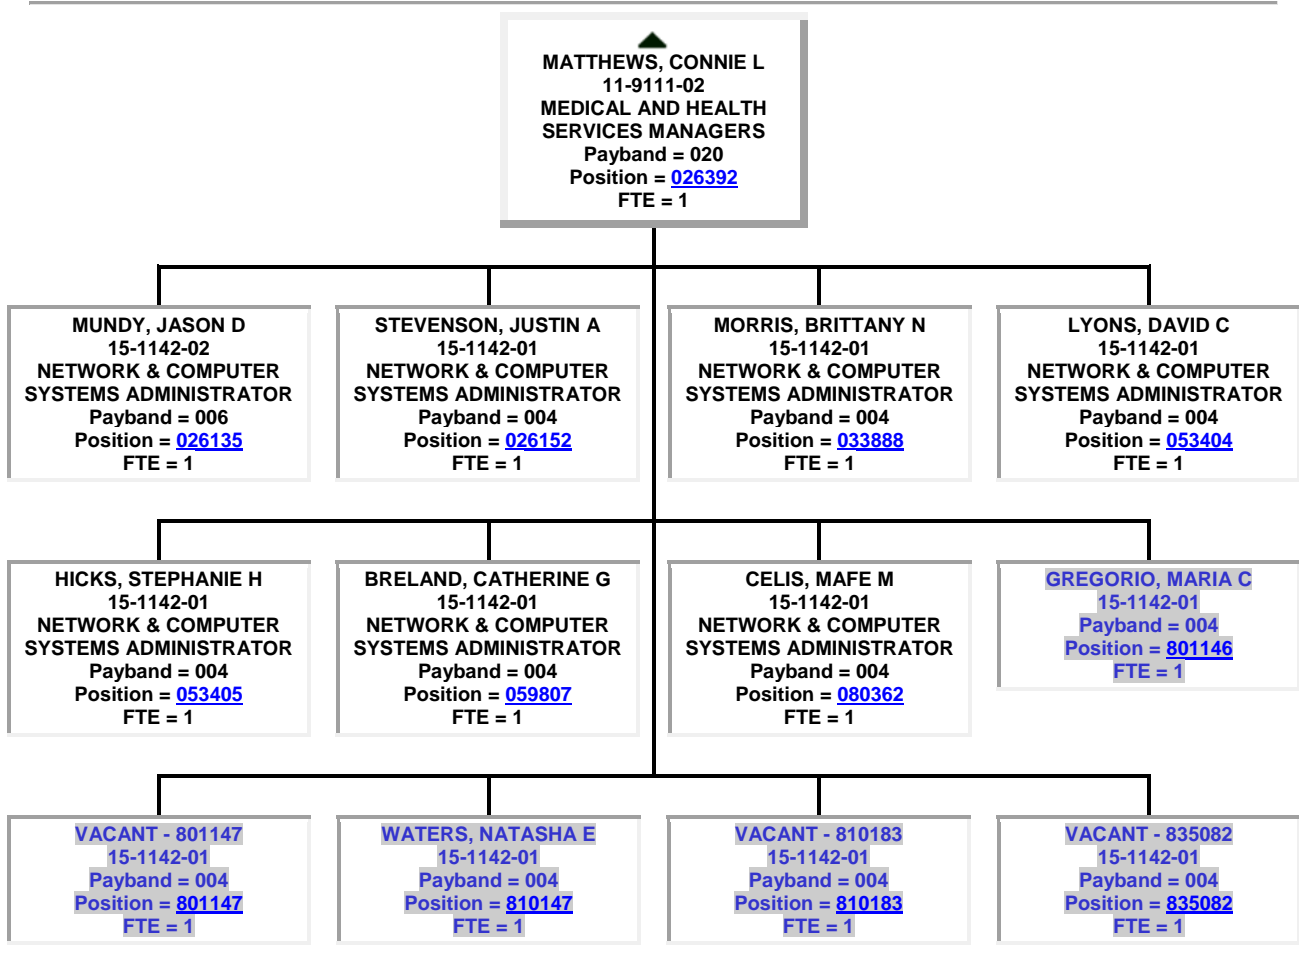 MATTHEWS, CONNIE L
11-9111-02
MEDICAL AND HEALTH
SERVICES MANAGERS
Payband = 020
Position = 026392
FTE = 1
MUNDY, JASON D
15-1142-02
NETWORK & COMPUTER
SYSTEMS ADMINISTRATOR
Payband = 006
Position = 026135
FTE = 1
STEVENSON, JUSTIN A
15-1142-01
NETWORK & COMPUTER
SYSTEMS ADMINISTRATOR
Payband = 004
Position = 026152
FTE = 1
MORRIS, BRITTANY N
15-1142-01
NETWORK & COMPUTER
SYSTEMS ADMINISTRATOR
Payband = 004
Position = 033888
FTE = 1
LYONS, DAVID C
15-1142-01
NETWORK & COMPUTER
SYSTEMS ADMINISTRATOR
Payband = 004
Position = 053404
FTE = 1
HICKS, STEPHANIE H
15-1142-01
NETWORK & COMPUTER
SYSTEMS ADMINISTRATOR
Payband = 004
Position = 053405
FTE = 1
BRELAND, CATHERINE G
15-1142-01
NETWORK & COMPUTER
SYSTEMS ADMINISTRATOR
Payband = 004
Position = 059807
FTE = 1
CELIS, MAFE M
15-1142-01
NETWORK & COMPUTER
SYSTEMS ADMINISTRATOR
Payband = 004
Position = 080362
FTE = 1
GREGORIO, MARIA C
15-1142-01
Payband = 004
Position = 801146
FTE = 1
VACANT - 801147
15-1142-01
Payband = 004
Position = 801147
FTE = 1
WATERS, NATASHA E
15-1142-01
Payband = 004
Position = 810147
FTE = 1
VACANT - 810183
15-1142-01
Payband = 004
Position = 810183
FTE = 1
VACANT - 835082
15-1142-01
Payband = 004
Position = 835082
FTE = 1